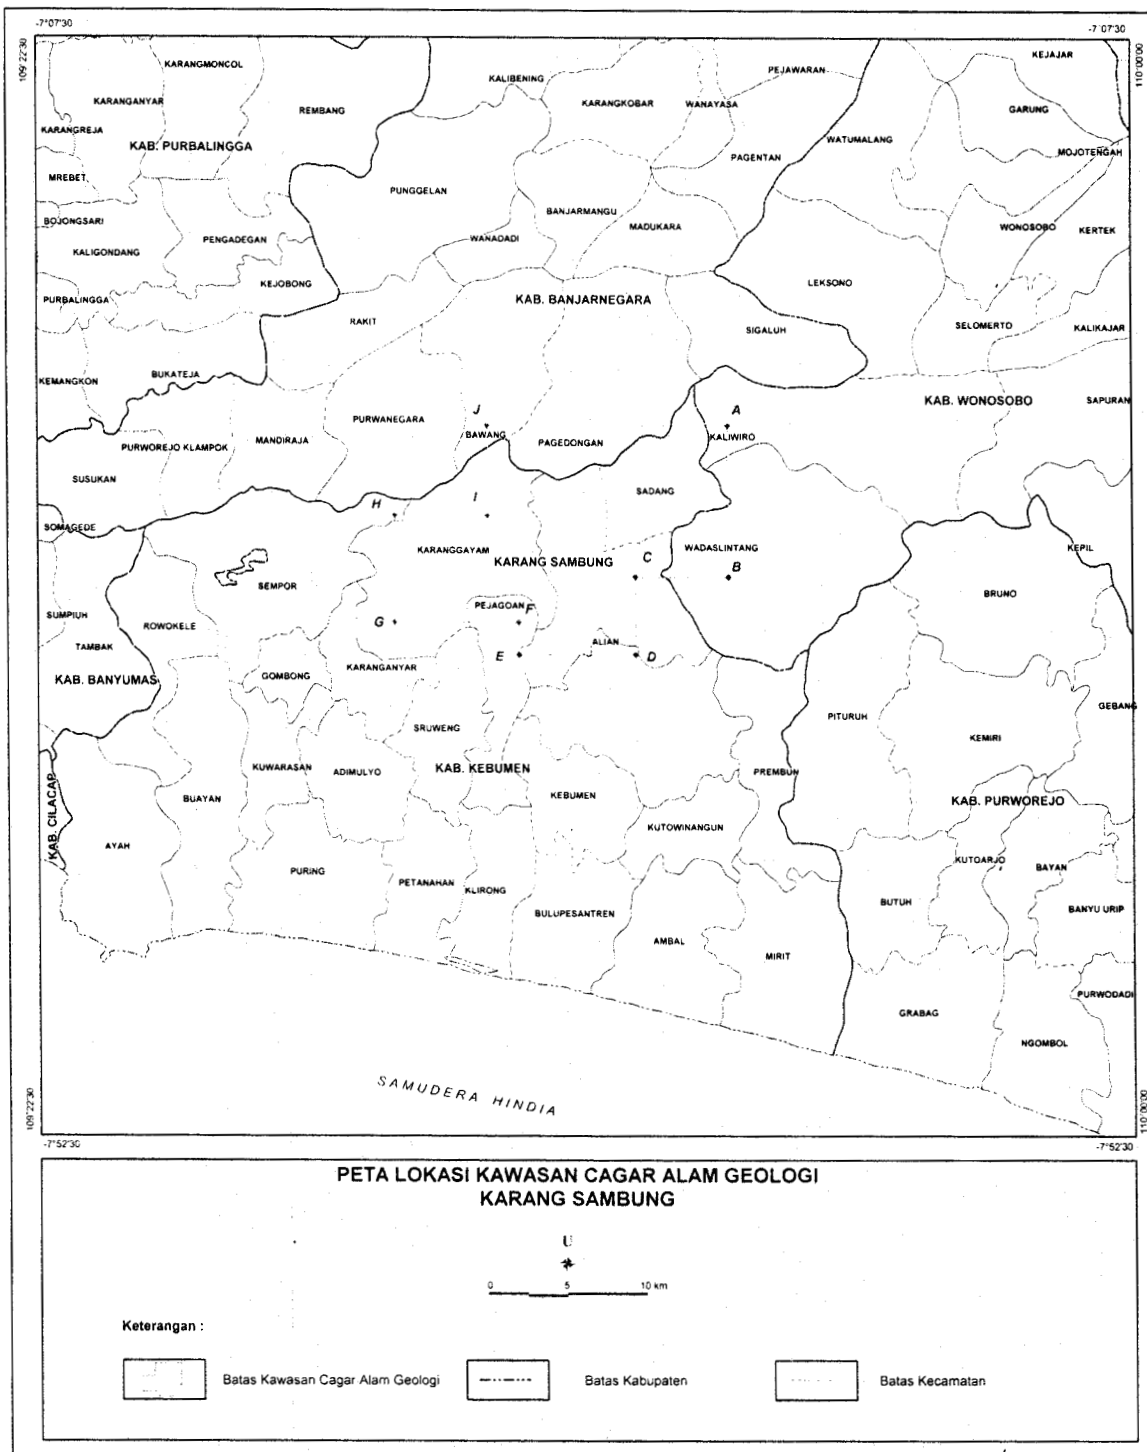 -7°07'30
-7°07'30
109°22'30
110°00'00
KARANGMONCOL
KALIBENING
PEJAWARAN
KEJAJAR
KARANGANYAR
REMBANG
KARANGKOBAR
WANAYASA
GARUNG
KARANGREJA
KAB. PURBALINGGA
WATUMALANG
MOJOTENGAH
PAGENTAN
MREBET
PUNGGELAN
BANJARMANGU
BOJONGSARI
MADUKARA
WONOSOBO
KERTEK
KALIGONDANG
PENGADEGAN
WANADADI
KEJOBONG
LEKSONO
PURBALINGGA
KAB. BANJARNEGARA
RAKIT
SIGALUH
SELOMERTO
KALIKAJAR
KEMANGKON
BUKATEJA
KAB. WONOSOBO
SAPURAN
J
A
PURWANEGARA
PURWOREJO KLAMPOK
MANDIRAJA
BAWANG
PAGEDONGAN
KALIWIRO
SUSUKAN
SADANG
H
I
SOMAGEDE
KARANGGAYAM
KARANG SAMBUNG
C
WADASLINTANG
B
KEPIL
SEMPOR
BRUNO
SUMPIUH
ROWOKELE
PEJAGOAN
F
G
TAMBAK
E
ALIAN
D
KAB. BANYUMAS
GOMBONG
KARANGANYAR
GEBANG
SRUWENG
PITURUH
KEMIRI
KUWARASAN
ADIMULYO
KAB. KEBUMEN
PREMBUN
BUAYAN
KEBUMEN
KAB. PURWOREJO
KAB. CILACAP
KUTOWINANGUN
AYAH
KUTOARJO
BAYAN
PURING
PETANAHAN
KLIRONG
BUTUH
BULUPESANTREN
BANYU URIP
AMBAL
MIRIT
PURWODADI
GRABAG
NGOMBOL
SAMUDERA HINDIA
109°22'30
110°00'00
-7°52'30
-7°52'30
PETA LOKASI KAWASAN CAGAR ALAM GEOLOGI
KARANG SAMBUNG
U
0 5 10 km
Keterangan :
Batas Kawasan Cagar Alam Geologi
Batas Kabupaten
Batas Kecamatan